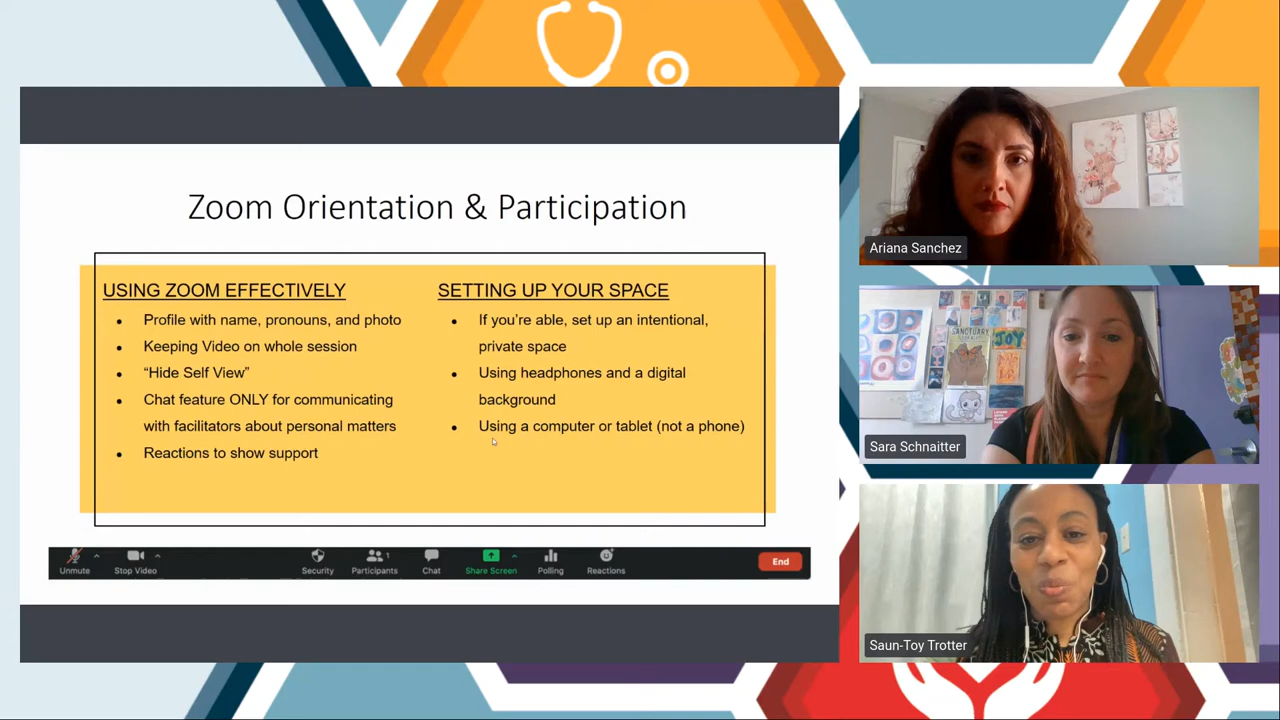 Zoom Orientation & Participation
USING ZOOM EFFECTIVELY
Profile with name, pronouns, and photo
Keeping Video on whole session
“Hide Self View”
Chat feature ONLY for communicating
with facilitators about personal matters
Reactions to show support
SETTING UP YOUR SPACE
If you’re able, set up an intentional,
private space
Using headphones and a digital
background
Using a computer or tablet (not a phone)
Unmute
Stop Video
Security
Participants 1
Chat
Share Screen
Polling
Reactions
End
Ariana Sanchez
SANCTUARY
JOY
Sara Schnaitter
Saun-Toy Trotter